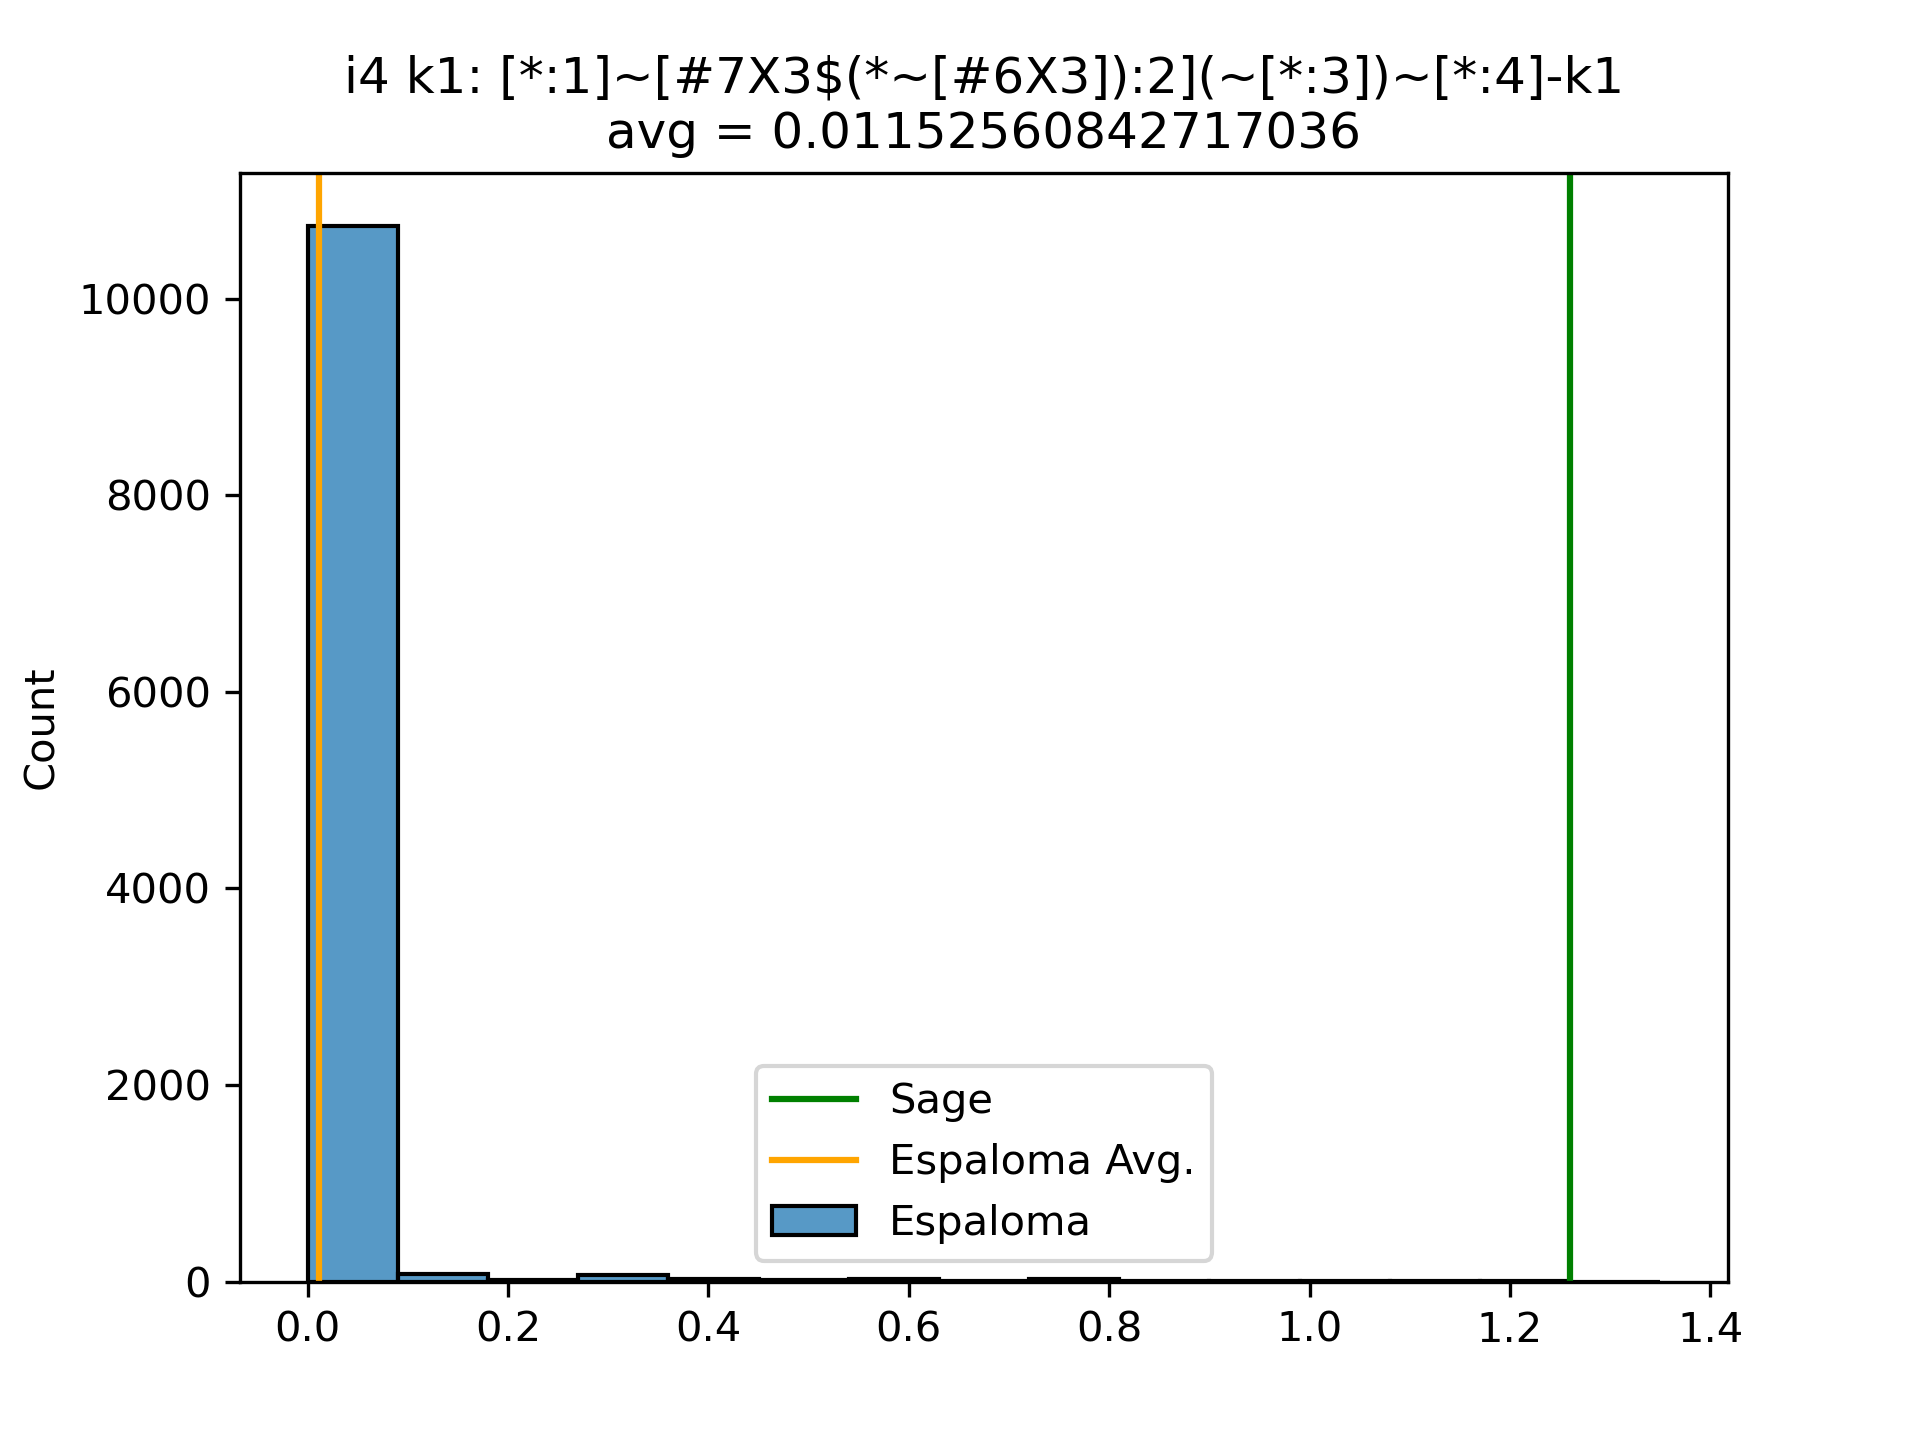 i4 k1: [*:1]~[#7X3$(*~[#6X3]):2](~[*:3])~[*:4]-k1
avg = 0.011525608427170​36
Count
10000
8000
6000
4000
2000
0
Sage
Espaloma Avg.
Espaloma
0.0 0.2 0.4 0.6 0.8 1.0 1.2 1.4